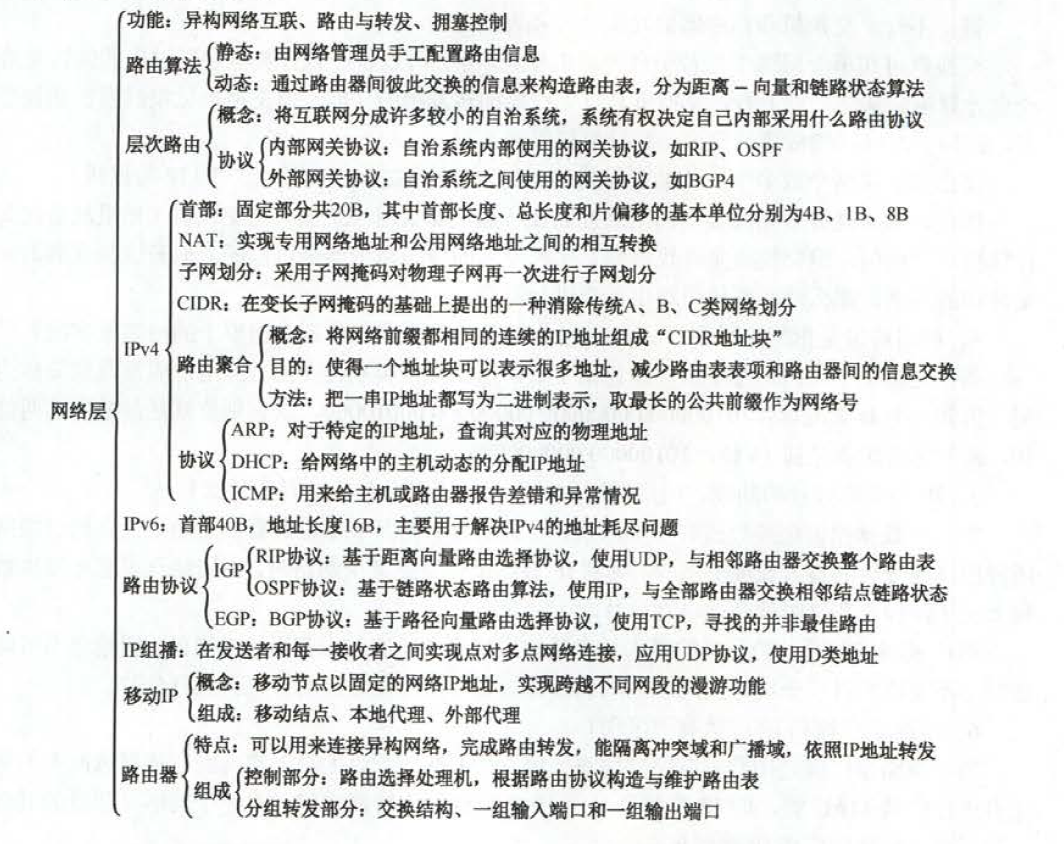 功能：异构网络互联、路由与转发、拥塞控制
路由算法
静态：由网络管理员手工配置路由信息
动态：通过路由器间彼此交换的信息来构造路由表，分为距离－向量和链路状态算法
层次路由
概念：将互联网分成许多较小的自治系统，系统有权决定自己内部采用什么路由协议
协议
内部网关协议：自治系统内部使用的网关协议，如RIP、OSPF
外部网关协议：自治系统之间使用的网关协议，如BGP4
网络层
IPv4
首部：固定部分共20B，其中首部长度、总长度和片偏移的基本单位分别为4B、1B、8B
NAT：实现专用网络地址和公用网络地址之间的相互转换
子网划分：采用子网掩码对物理子网再一次进行子网划分
CIDR：在变长子网掩码的基础上提出的一种消除传统A、B、C类网络划分
路由聚合
概念：将网络前缀都相同的连续的IP地址组成“CIDR地址块”
目的：使得一个地址块可以表示很多地址，减少路由表表项和路由器间的信息交换
方法：把一串IP地址都写为二进制表示，取最长的公共前缀作为网络号
协议
ARP：对于特定的IP地址，查询其对应的物理地址
DHCP：给网络中的主机动态的分配IP地址
ICMP：用来给主机或路由器报告差错和异常情况
IPv6：首部40B，地址长度16B，主要用于解决IPv4的地址耗尽问题
路由协议
IGP
RIP协议：基于距离向量路由选择协议，使用UDP，与相邻路由器交换整个路由表
OSPF协议：基于链路状态路由算法，使用IP，与全部路由器交换相邻结点链路状态
EGP：BGP协议：基于路径向量路由选择协议，使用TCP，寻找的并非最佳路由
IP组播：在发送者和每一接收者之间实现点对多点网络连接，应用UDP协议，使用D类地址
移动IP
概念：移动节点以固定的网络IP地址，实现跨越不同网段的漫游功能
组成：移动结点、本地代理、外部代理
路由器
特点：可以用来连接异构网络，完成路由转发，能隔离冲突域和广播域，依照IP地址转发
组成
控制部分：路由选择处理机，根据路由协议构造与维护路由表
分组转发部分：交换结构、一组输入端口和一组输出端口